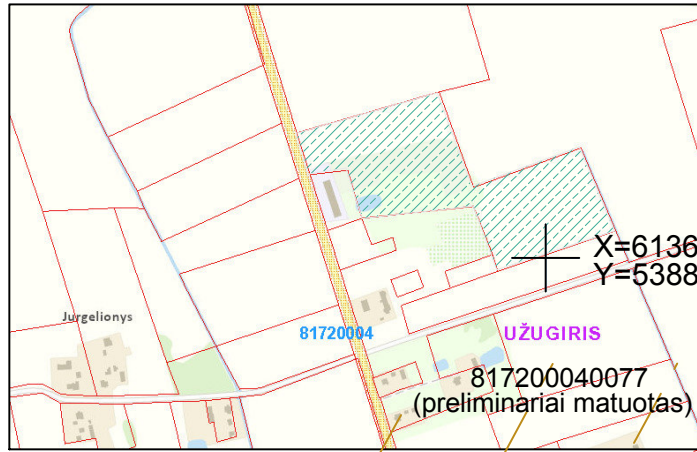 X=6136
Y=5388
Jurgelionys
81720004
UŽUGIRIS
817200040077
(preliminariai matuotas)